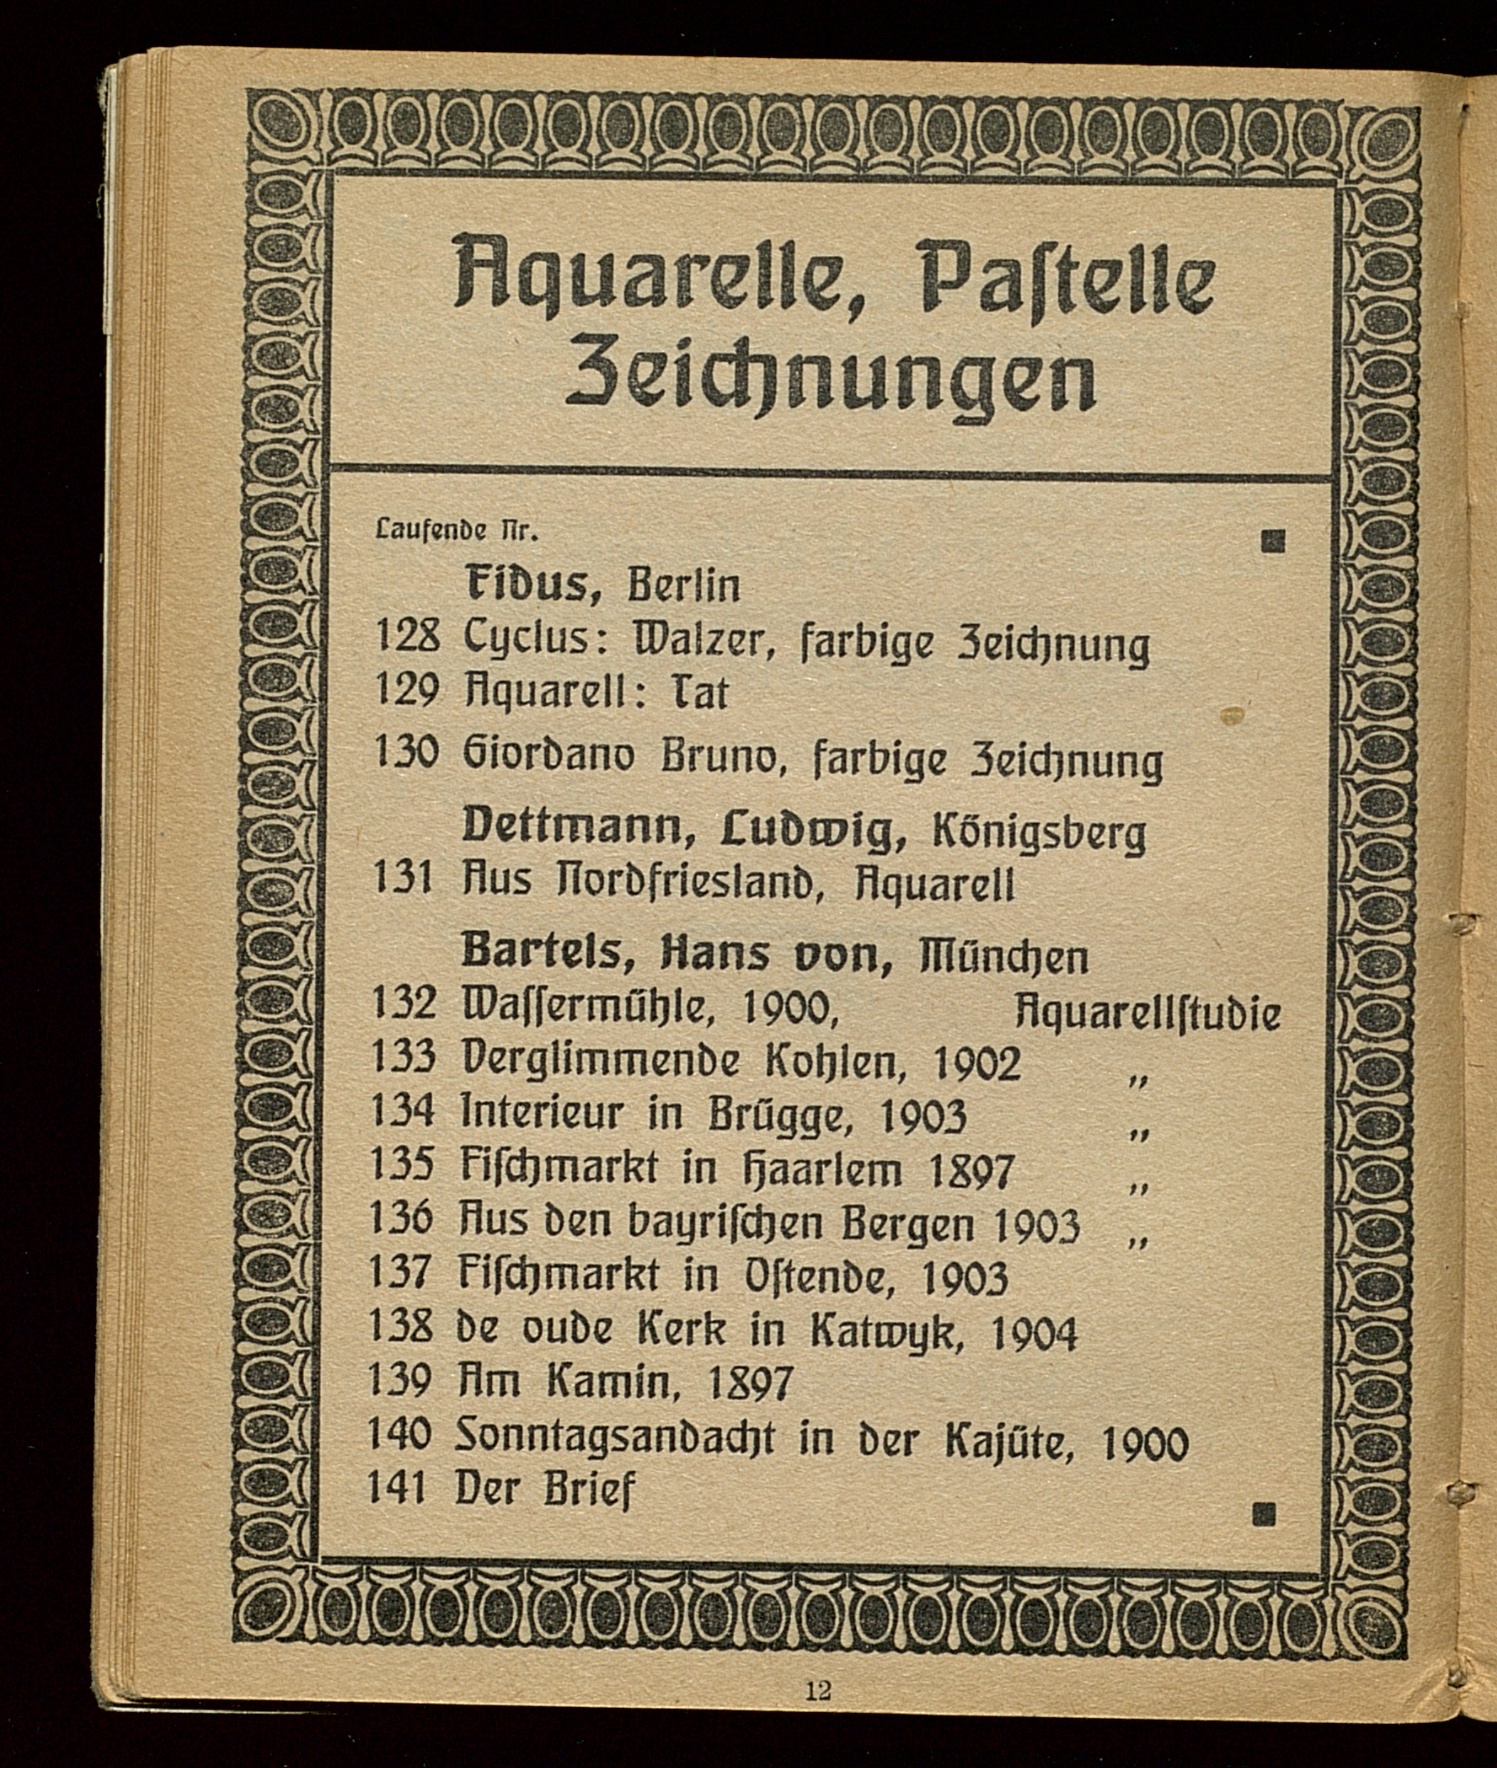 Aquarelle, Paſtelle
Zeichnungen
Laufende Nr.
Fidus, Berlin
128 Cyclus: Walzer, farbige Zeichnung
129 Aquarell: Tat
130 Giordano Bruno, farbige Zeichnung
Dettmann, Ludwig, Königsberg
131 Aus Nordfriesland, Aquarell
Bartels, Hans von, München
132 Waſſermühle, 1900, Aquarellſtudie
133 Verglimmende Kohlen, 1902 „
134 Interieur in Brügge, 1903 „
135 Fiſchmarkt in Haarlem 1897 „
136 Aus den bayriſchen Bergen 1903 „
137 Fiſchmarkt in Oſtende, 1903
138 de oude Kerk in Katwyk, 1904
139 Am Kamin, 1897
140 Sonntagsandacht in der Kajüte, 1900
141 Der Brief
12